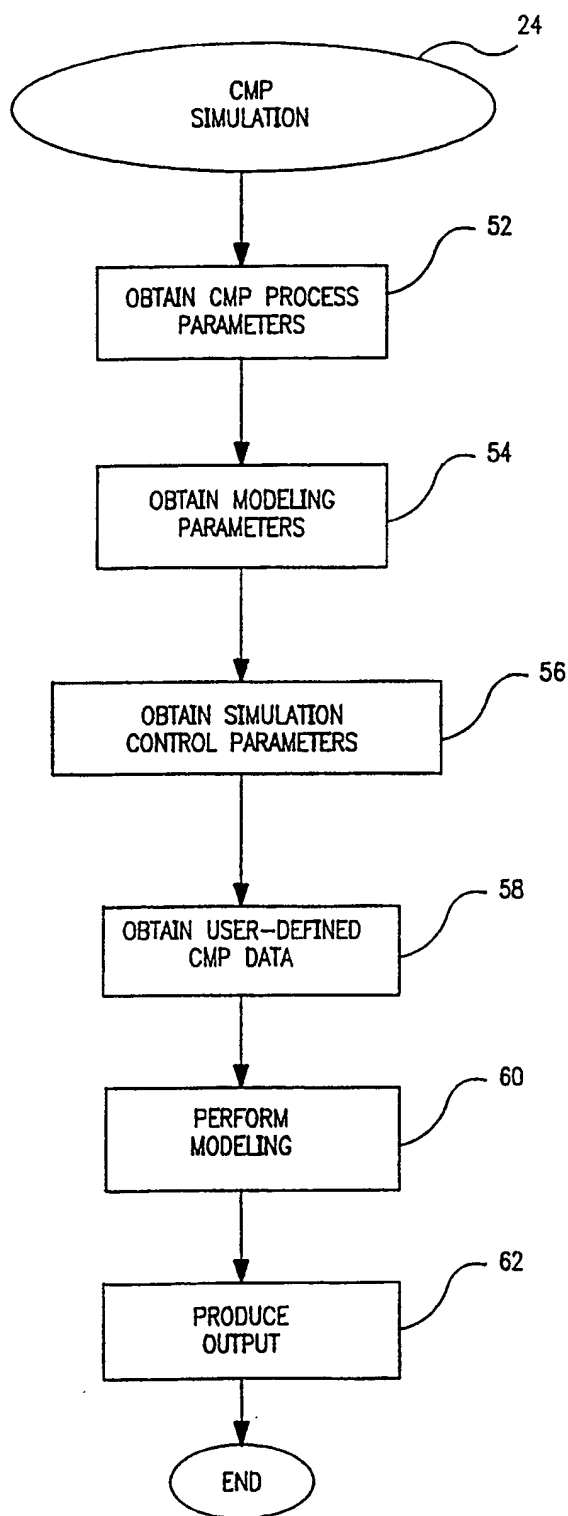 24
CMP
SIMULATION
52
OBTAIN CMP PROCESS
PARAMETERS
54
OBTAIN MODELING
PARAMETERS
56
OBTAIN SIMULATION
CONTROL PARAMETERS
58
OBTAIN USER-DEFINED
CMP DATA
60
PERFORM
MODELING
62
PRODUCE
OUTPUT
END